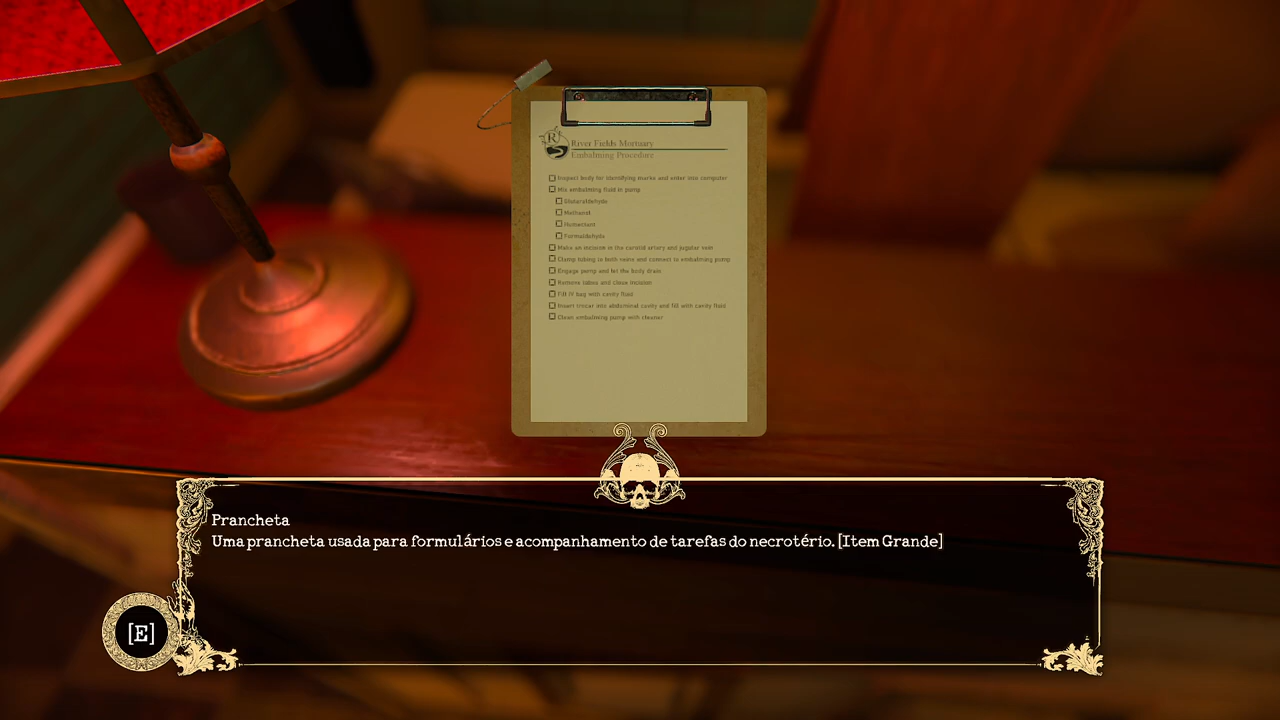 R
River Fields Mortuary
Embalming Procedure
Inspect body for identifying marks and enter into computer
Mix embalming fluid in pump
Glutaraldehyde
Methanol
Humectant
Formaldehyde
Make an incision in the carotid artery and jugular vein
Clamp tubing to both veins and connect to embalming pump
Engage pump and let the body drain
Remove tubes and close incision
Fill IV bag with cavity fluid
Insert trocar into abdominal cavity and fill with cavity fluid
Clean embalming pump with cleaner
Prancheta
Uma prancheta usada para formulários e acompanhamento de tarefas do necrotério. [Item Grande]
[E]